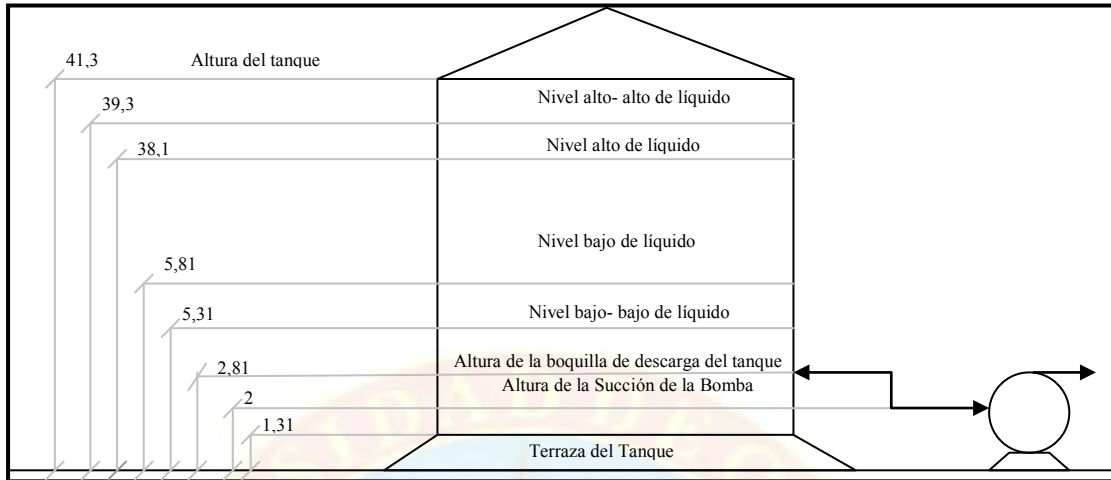 41,3 Altura del tanque
Nivel alto- alto de líquido
39,3
38,1 Nivel alto de líquido
Nivel bajo de líquido
5,81
5,31 Nivel bajo- bajo de líquido
2,81 Altura de la boquilla de descarga del tanque
Altura de la Succión de la Bomba
2
1,31
Terraza del Tanque